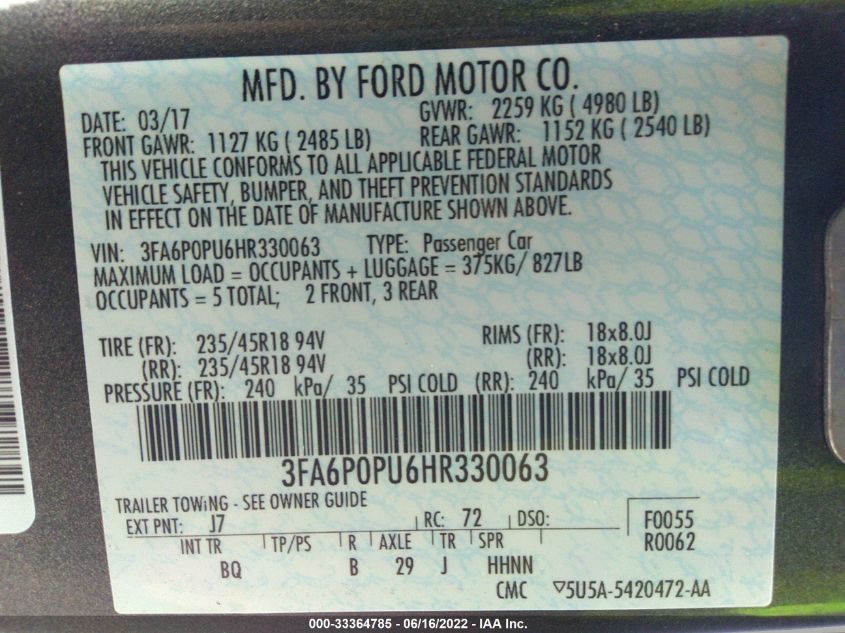 MFD. BY FORD MOTOR CO.
DATE: 03/17 GVWR: 2259 KG ( 4980 LB)
FRONT GAWR: 1127 KG ( 2485 LB) REAR GAWR: 1152 KG ( 2540 LB)
THIS VEHICLE CONFORMS TO ALL APPLICABLE FEDERAL MOTOR
VEHICLE SAFETY, BUMPER, AND THEFT PREVENTION STANDARDS
IN EFFECT ON THE DATE OF MANUFACTURE SHOWN ABOVE.
VIN: 3FA6P0PU6HR330063 TYPE: Passenger Car
MAXIMUM LOAD = OCCUPANTS + LUGGAGE = 375KG/ 827LB
OCCUPANTS = 5 TOTAL; 2 FRONT, 3 REAR
TIRE (FR): 235/45R18 94V RIMS (FR): 18x8.0J
(RR): 235/45R18 94V (RR): 18x8.0J
PRESSURE (FR): 240 kPa/ 35 PSI COLD (RR): 240 kPa/ 35 PSI COLD
3FA6P0PU6HR330063
TRAILER TOWING - SEE OWNER GUIDE
EXT PNT: J7 RC: 72 DSO: F0055
R0062
INT TR TP/PS R AXLE TR SPR
BQ B 29 J HHNN
CMC ▽5U5A-5420472-AA
000-33364785 - 06/16/2022 - IAA Inc.